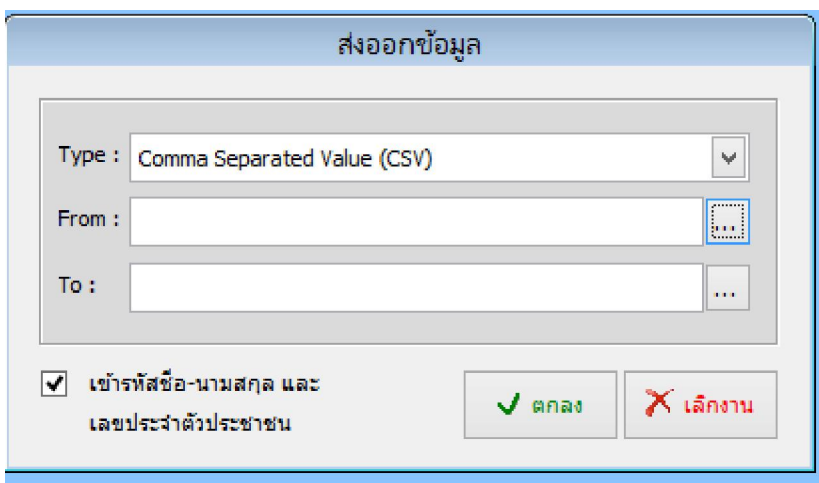 ส่งออกข้อมูล
Type : Comma Separated Value (CSV)
From : ...
To : ...
เข้ารหัสชื่อ-นามสกุล และ
เลขประจำตัวประชาชน
ตกลง
เลิกงาน